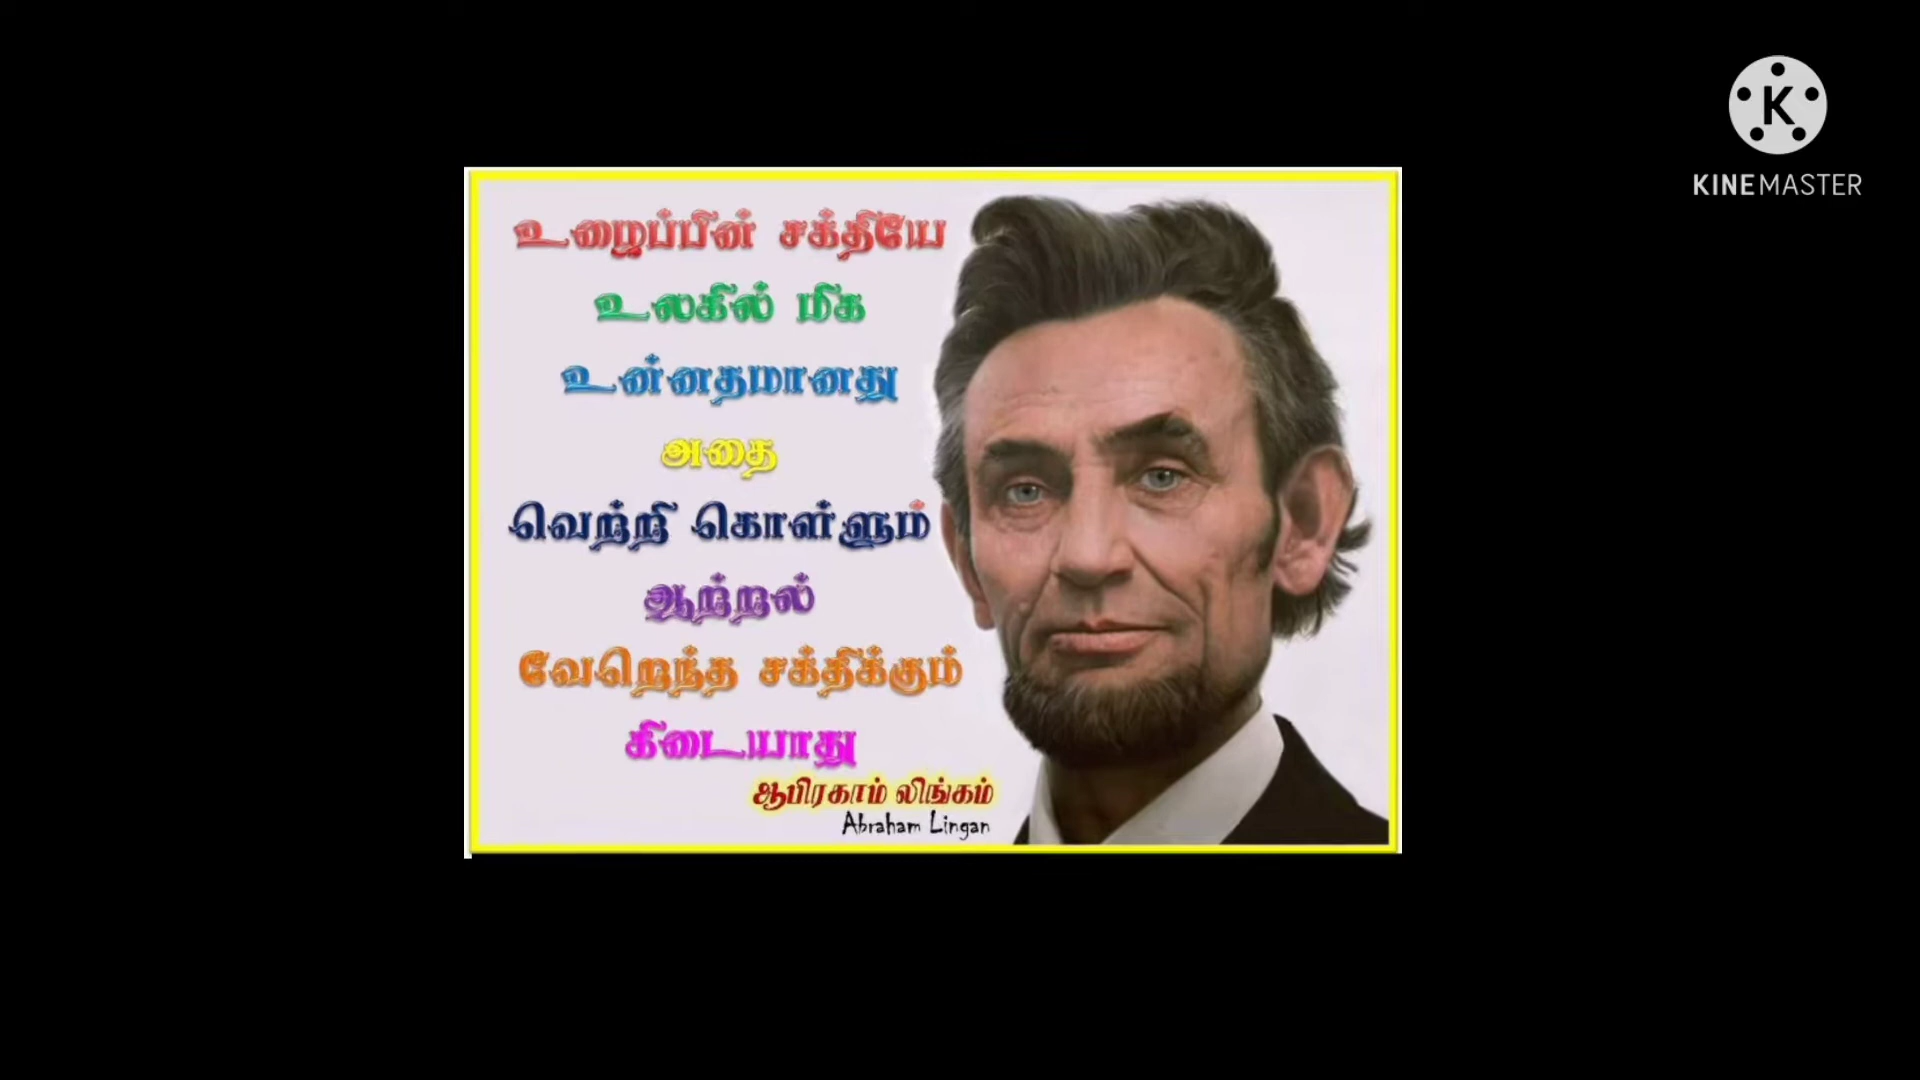 உழைப்பின் சக்தியே
உலகில் மிக
உன்னதமானது
அதை
வெற்றி கொள்ளும்
ஆற்றல்
வேறெந்த சக்திக்கும்
கிடையாது
ஆபிரகாம் லிங்கம்
Abraham Lingan
K
KINEMASTER